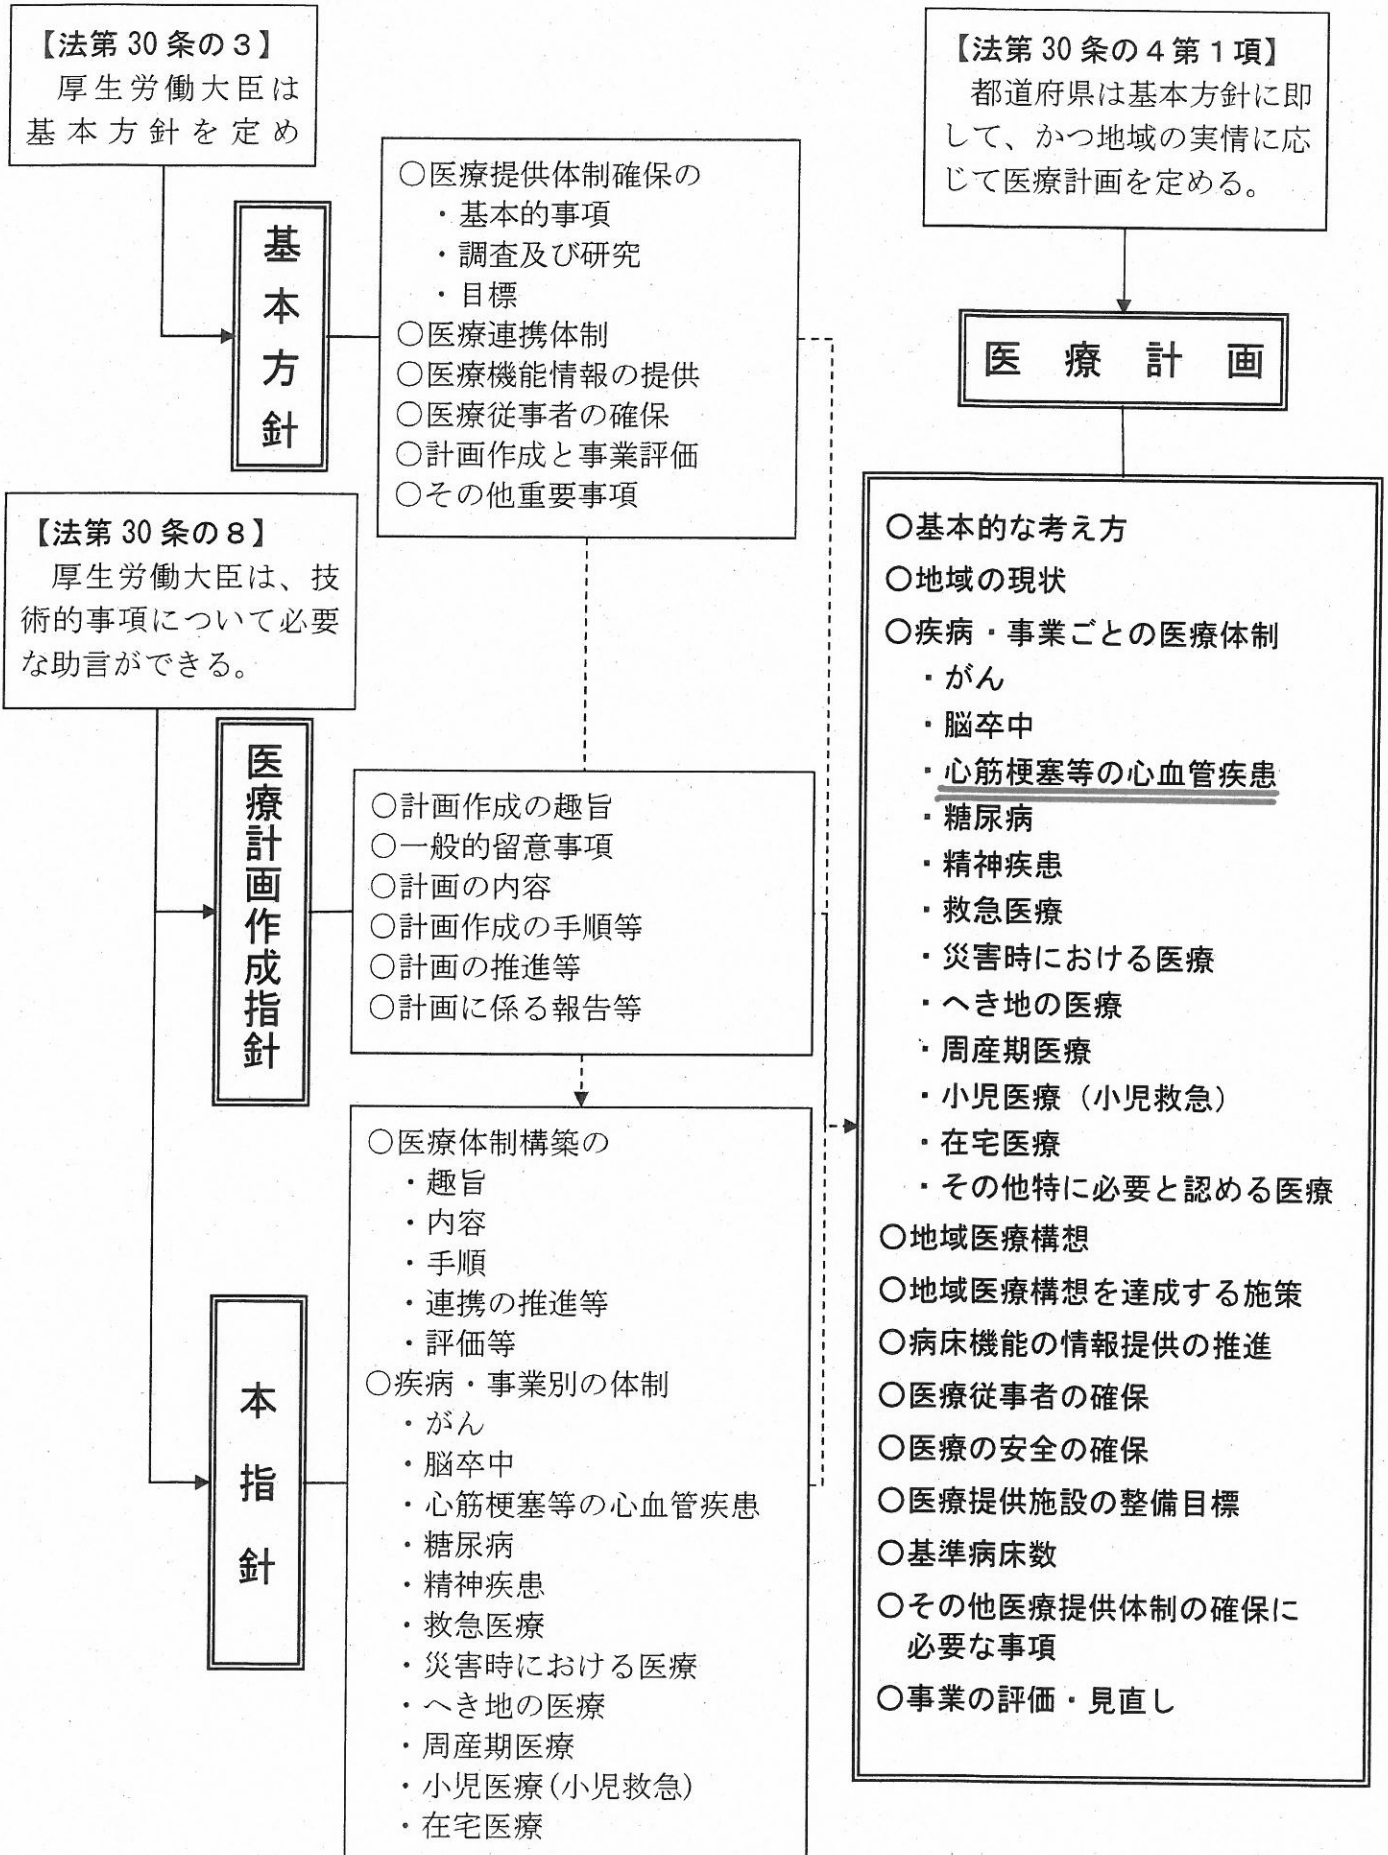 【法第30条の3】
厚生労働大臣は
基本方針を定め
基本方針
○医療提供体制確保の
・基本的事項
・調査及び研究
・目標
○医療連携体制
○医療機能情報の提供
○医療従事者の確保
○計画作成と事業評価
○その他重要事項
【法第30条の8】
厚生労働大臣は、技
術的事項について必要
な助言ができる。
医療計画作成指針
○計画作成の趣旨
○一般的留意事項
○計画の内容
○計画作成の手順等
○計画の推進等
○計画に係る報告等
本指針
○医療体制構築の
・趣旨
・内容
・手順
・連携の推進等
・評価等
○疾病・事業別の体制
・がん
・脳卒中
・心筋梗塞等の心血管疾患
・糖尿病
・精神疾患
・救急医療
・災害時における医療
・へき地の医療
・周産期医療
・小児医療(小児救急)
・在宅医療
【法第30条の4第1項】
都道府県は基本方針に即
して、かつ地域の実情に応
じて医療計画を定める。
医療計画
○基本的な考え方
○地域の現状
○疾病・事業ごとの医療体制
・がん
・脳卒中
・心筋梗塞等の心血管疾患
・糖尿病
・精神疾患
・救急医療
・災害時における医療
・へき地の医療
・周産期医療
・小児医療（小児救急）
・在宅医療
・その他特に必要と認める医療
○地域医療構想
○地域医療構想を達成する施策
○病床機能の情報提供の推進
○医療従事者の確保
○医療の安全の確保
○医療提供施設の整備目標
○基準病床数
○その他医療提供体制の確保に
必要な事項
○事業の評価・見直し